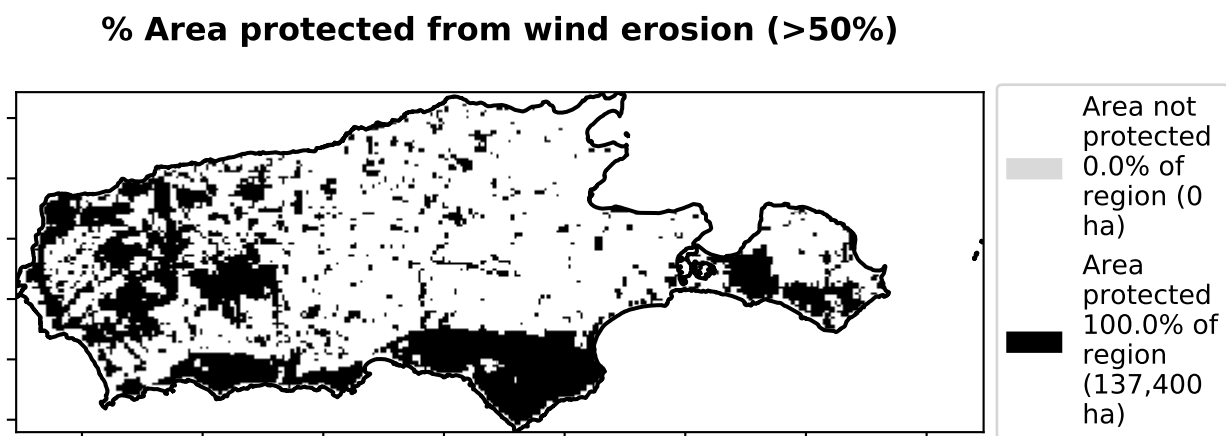 % Area protected from wind erosion (>50%)
Area not
protected
0.0% of
region (0
ha)
Area
protected
100.0% of
region
(137,400
ha)